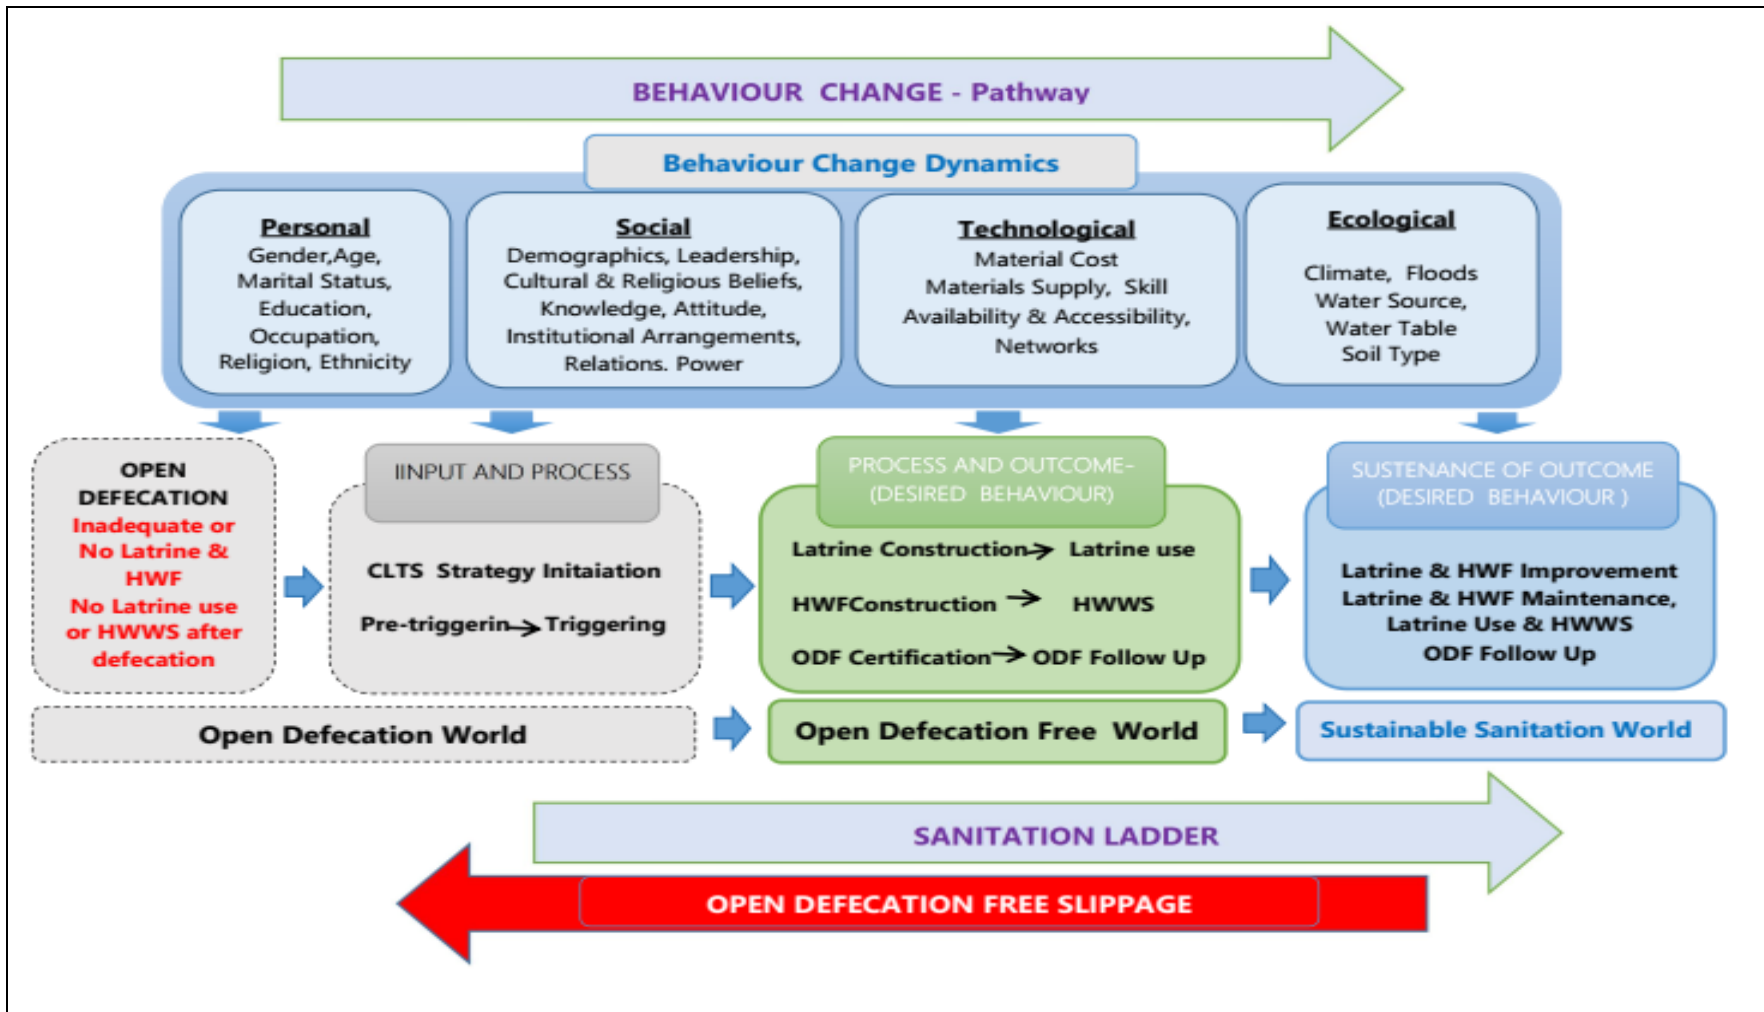 BEHAVIOUR CHANGE - Pathway
Behaviour Change Dynamics
Personal
Gender,Age,
Marital Status,
Education,
Occupation,
Religion, Ethnicity
Social
Demographics, Leadership,
Cultural & Religious Beliefs,
Knowledge, Attitude,
Institutional Arrangements,
Relations. Power
Technological
Material Cost
Materials Supply, Skill
Availability & Accessibility,
Networks
Ecological
Climate, Floods
Water Source,
Water Table
Soil Type
OPEN
DEFECATION
Inadequate or
No Latrine &
HWF
No Latrine use
or HWWS after
defecation
IINPUT AND PROCESS
CLTS Strategy Initaiation
Pre-triggerin Triggering
PROCESS AND OUTCOME-
(DESIRED BEHAVIOUR)
Latrine Construction Latrine use
HWFConstruction HWWS
ODF Certification ODF Follow Up
SUSTENANCE OF OUTCOME
(DESIRED BEHAVIOUR )
Latrine & HWF Improvement
Latrine & HWF Maintenance,
Latrine Use & HWWS
ODF Follow Up
Open Defecation World
Open Defecation Free World
Sustainable Sanitation World
SANITATION LADDER
OPEN DEFECATION FREE SLIPPAGE